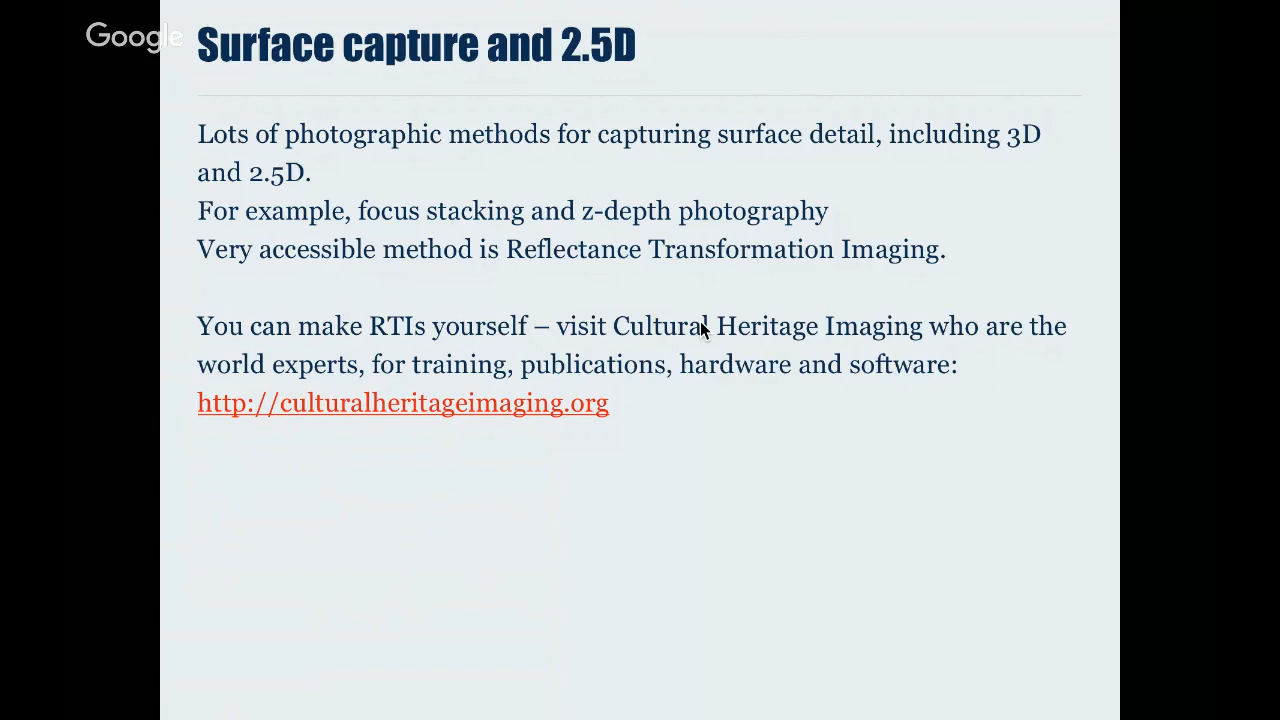 Google
Surface capture and 2.5D
Lots of photographic methods for capturing surface detail, including 3D
and 2.5D.
For example, focus stacking and z-depth photography
Very accessible method is Reflectance Transformation Imaging.
You can make RTIs yourself – visit Cultural Heritage Imaging who are the
world experts, for training, publications, hardware and software:
http://culturalheritageimaging.org